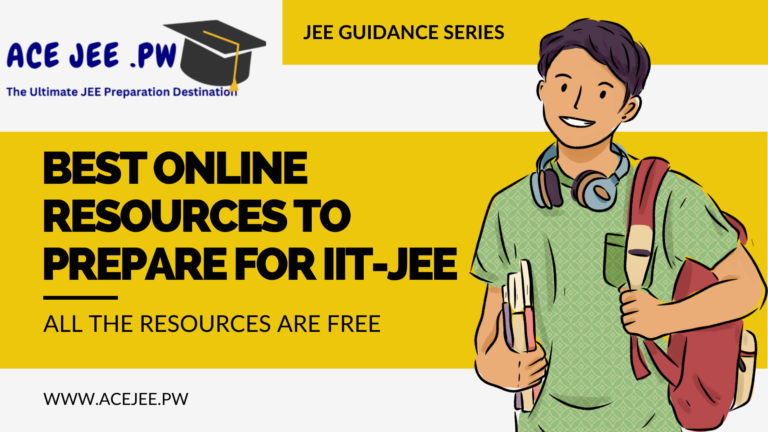 ACE JEE .PW
The Ultimate JEE Preparation Destination
JEE GUIDANCE SERIES
BEST ONLINE
RESOURCES TO
PREPARE FOR IIT-JEE
ALL THE RESOURCES ARE FREE
WWW.ACEJEE.PW